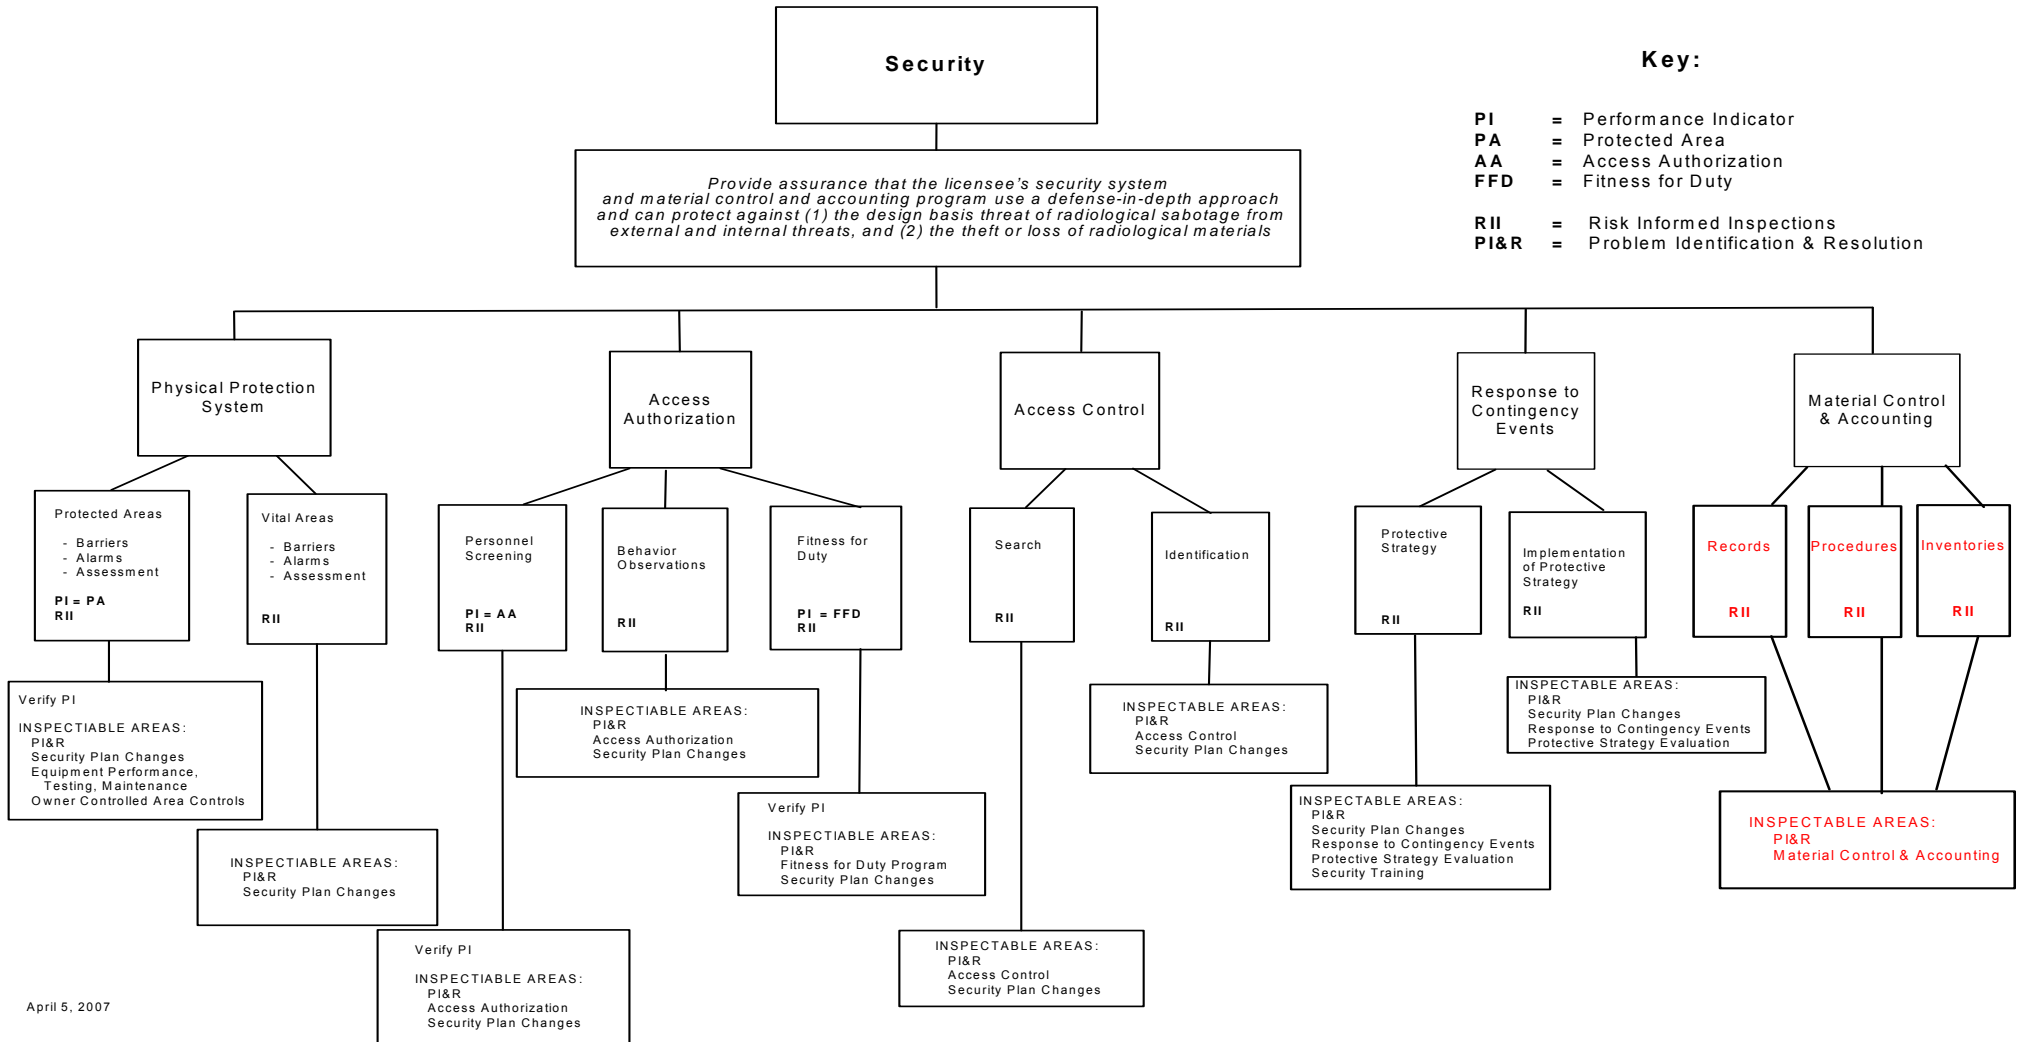 Security
Key:
PI = Performance Indicator
PA = Protected Area
AA = Access Authorization
FFD = Fitness for Duty
RII = Risk Informed Inspections
PI&R = Problem Identification & Resolution
Provide assurance that the licensee's security system
and material control and accounting program use a defense-in-depth approach
and can protect against (1) the design basis threat of radiological sabotage from
external and internal threats, and (2) the theft or loss of radiological materials
Physical Protection
System
Access
Authorization
Access Control
Response to
Contingency
Events
Material Control
& Accounting
Protected Areas
- Barriers
- Alarms
- Assessment
PI = PA
RII
Vital Areas
- Barriers
- Alarms
- Assessment
RII
Personnel
Screening
PI = AA
RII
Behavior
Observations
RII
Fitness for
Duty
PI = FFD
RII
Search
RII
Identification
RII
Protective
Strategy
RII
Implementation
of Protective
Strategy
RII
Records
RII
Procedures
RII
Inventories
RII
Verify PI
INSPECTIABLE AREAS:
PI&R
Security Plan Changes
Equipment Performance,
Testing, Maintenance
Owner Controlled Area Controls
INSPECTIABLE AREAS:
PI&R
Security Plan Changes
Verify PI
INSPECTIABLE AREAS:
PI&R
Access Authorization
Security Plan Changes
INSPECTIABLE AREAS:
PI&R
Access Authorization
Security Plan Changes
Verify PI
INSPECTIABLE AREAS:
PI&R
Fitness for Duty Program
Security Plan Changes
INSPECTABLE AREAS:
PI&R
Access Control
Security Plan Changes
INSPECTABLE AREAS:
PI&R
Access Control
Security Plan Changes
INSPECTABLE AREAS:
PI&R
Security Plan Changes
Response to Contingency Events
Protective Strategy Evaluation
Security Training
INSPECTABLE AREAS:
PI&R
Security Plan Changes
Response to Contingency Events
Protective Strategy Evaluation
INSPECTABLE AREAS:
PI&R
Material Control & Accounting
April 5, 2007